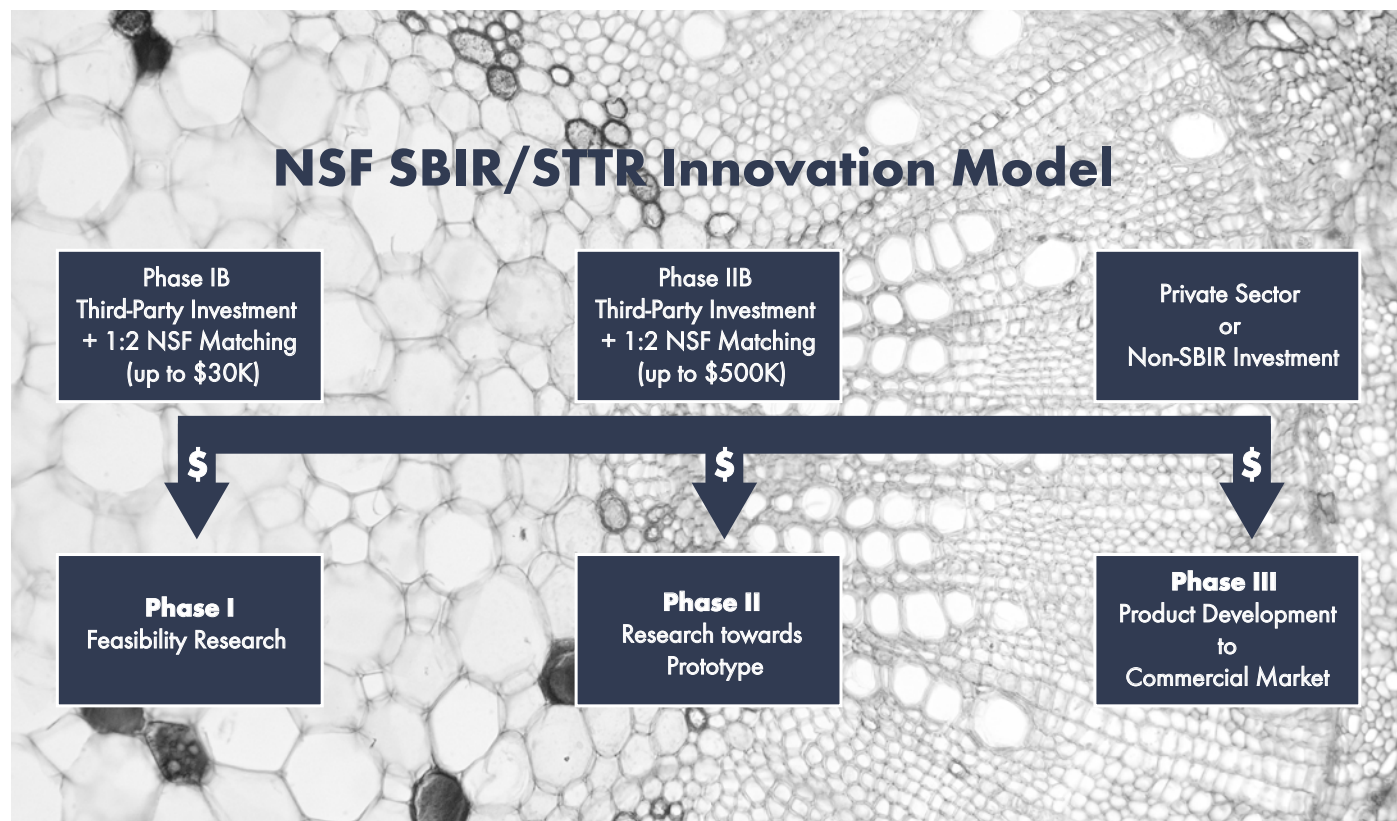 NSF SBIR/STTR Innovation Model
Phase IB
Third-Party Investment
+ 1:2 NSF Matching
(up to $30K)
Phase IIB
Third-Party Investment
+ 1:2 NSF Matching
(up to $500K)
Private Sector
or
Non-SBIR Investment
$
$
$
Phase I
Feasibility Research
Phase II
Research towards
Prototype
Phase III
Product Development
to
Commercial Market